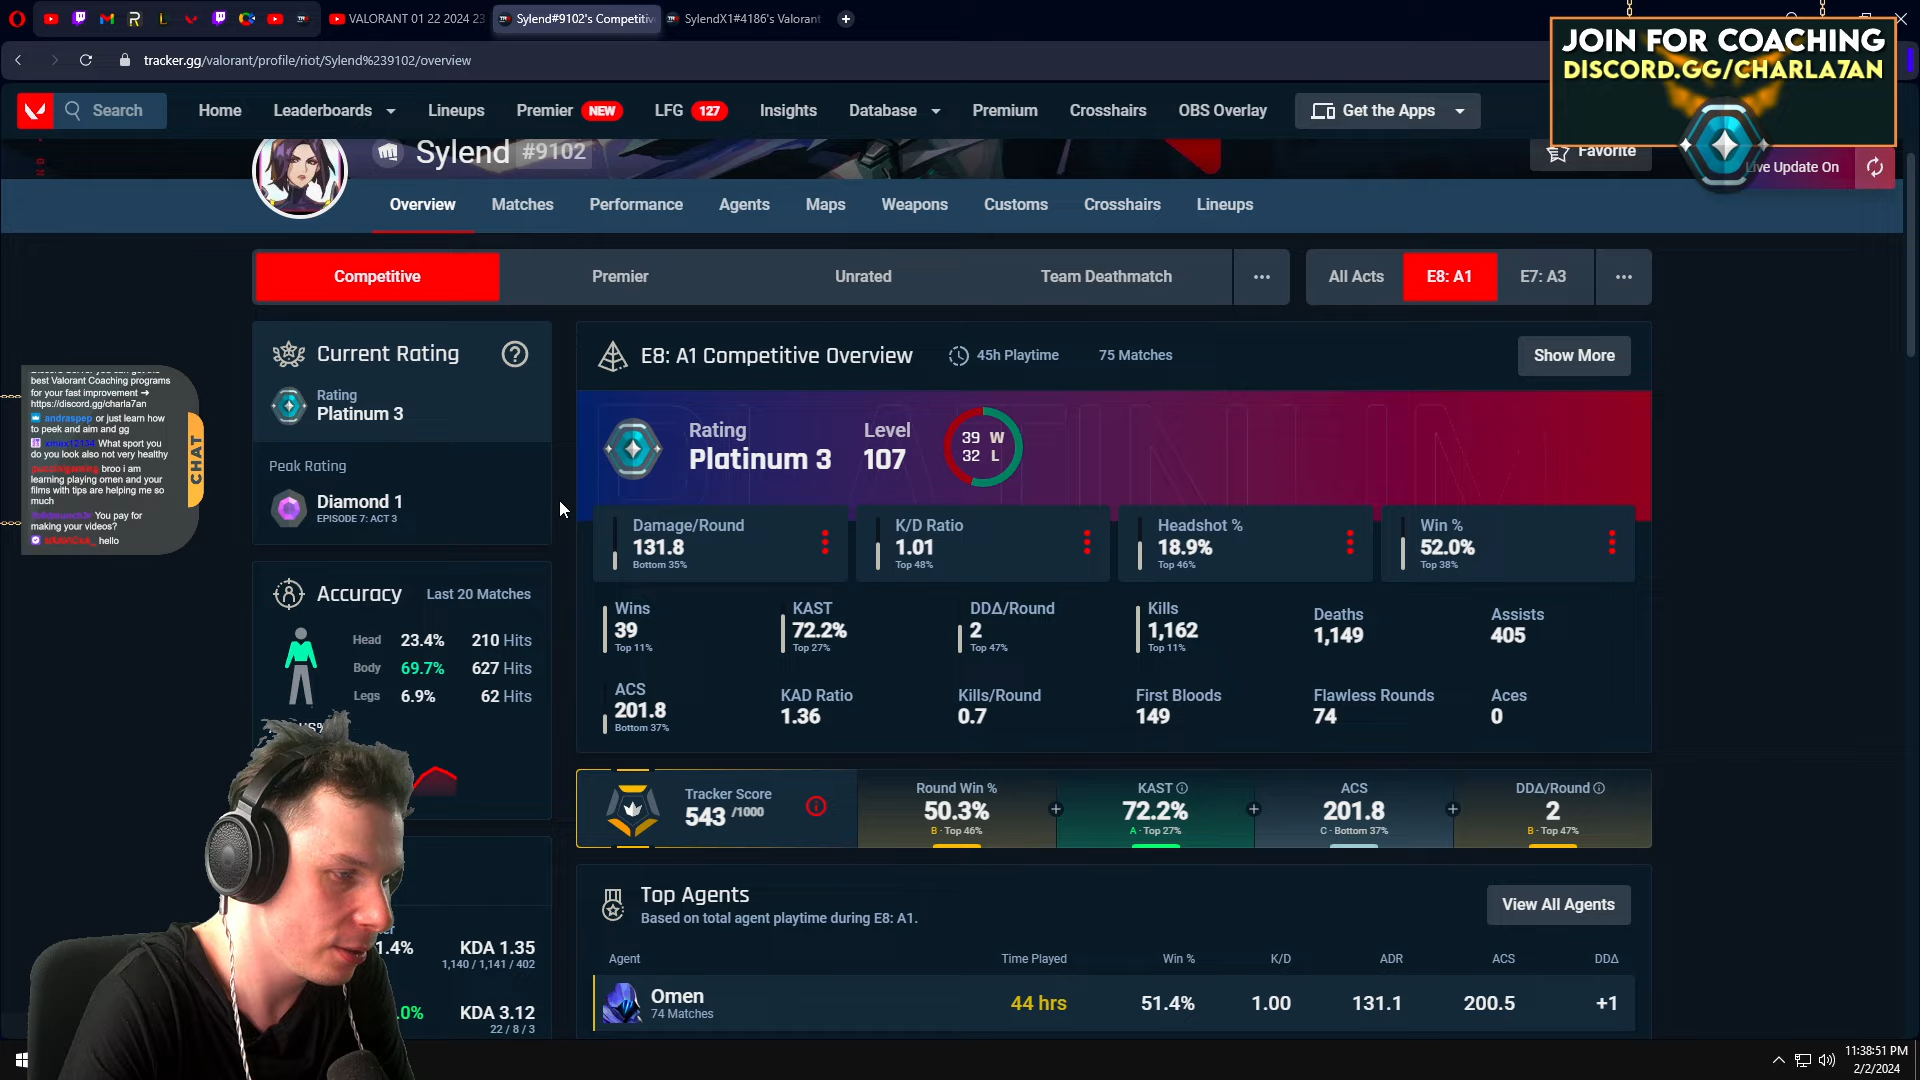 VALORANT 01 22 2024 23
Sylend#9102's Competitiv
SylendX1#4186's Valorant
tracker.gg/valorant/profile/riot/Sylend%239102/overview
JOIN FOR COACHING
DISCORD.GG/CHARLA7AN
Search
Home
Leaderboards
Lineups
Premier NEW
LFG 127
Insights
Database
Premium
Crosshairs
OBS Overlay
Get the Apps
Sylend #9102
Favorite
Live Update On
Overview
Matches
Performance
Agents
Maps
Weapons
Customs
Crosshairs
Lineups
Competitive
Premier
Unrated
Team Deathmatch
All Acts
E8: A1
E7: A3
Current Rating
Rating
Platinum 3
Peak Rating
Diamond 1
EPISODE 7: ACT 3
best Valorant Coaching programs
for your fast improvement ➜
https://discord.gg/charla7an
andraspep or just learn how
to peek and aim and gg
What sport you
do you look also not very healthy
broo i am
learning playing omen and your
films with tips are helping me so
much
You pay for
making your videos?
hello
CHAT
E8: A1 Competitive Overview
45h Playtime
75 Matches
Show More
Rating
Platinum 3
Level
107
39 W
32 L
Damage/Round
131.8
Bottom 35%
K/D Ratio
1.01
Top 48%
Headshot %
18.9%
Top 46%
Win %
52.0%
Top 38%
Wins
39
Top 11%
KAST
72.2%
Top 27%
DDΔ/Round
2
Top 47%
Kills
1,162
Top 11%
Deaths
1,149
Assists
405
ACS
201.8
Bottom 37%
KAD Ratio
1.36
Kills/Round
0.7
First Bloods
149
Flawless Rounds
74
Aces
0
Accuracy
Last 20 Matches
Head 23.4% 210 Hits
Body 69.7% 627 Hits
Legs 6.9% 62 Hits
Tracker Score
543 /1000
Round Win %
50.3%
B · Top 46%
KAST
72.2%
A · Top 27%
ACS
201.8
C · Bottom 37%
DDΔ/Round
2
B · Top 47%
Top Agents
Based on total agent playtime during E8: A1.
View All Agents
Agent
Time Played
Win %
K/D
ADR
ACS
DDΔ
Omen
74 Matches
44 hrs
51.4%
1.00
131.1
200.5
+1
1.4%
KDA 1.35
1,140 / 1,141 / 402
.0%
KDA 3.12
22 / 8 / 3
11:38:51 PM
2/2/2024